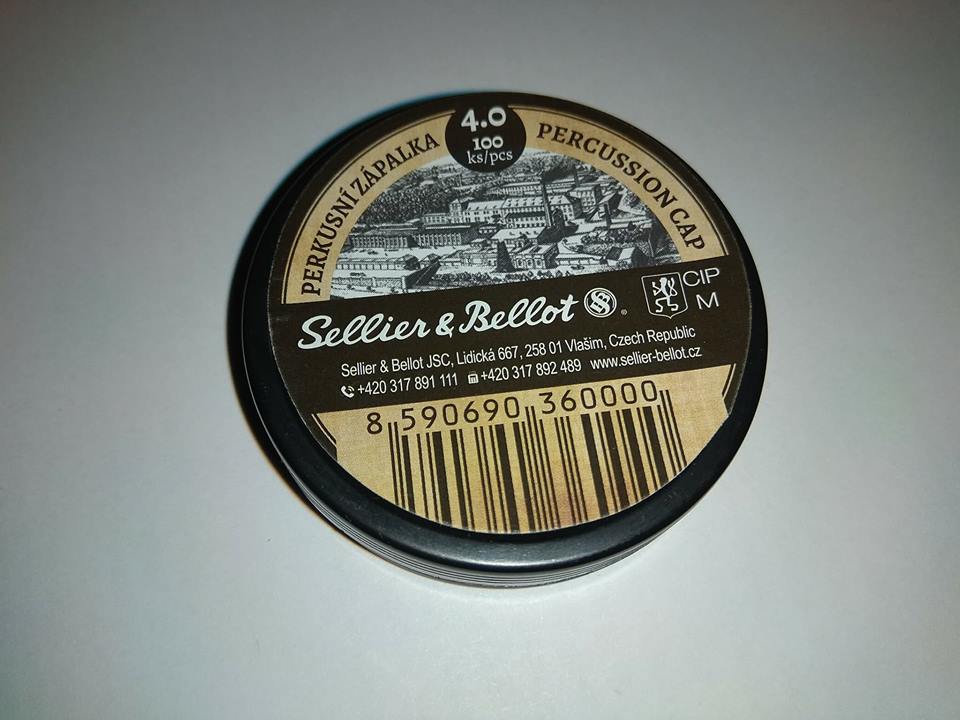 4.0
100
ks/pcs
PERKUSNÍ ZÁPALKA
PERCUSSION CAP
CIP
M
Sellier & Bellot ®
Sellier & Bellot JSC, Lidická 667, 258 01 Vlašim, Czech Republic
+420 317 891 111 +420 317 892 489 www.sellier-bellot.cz
8 590690 360000